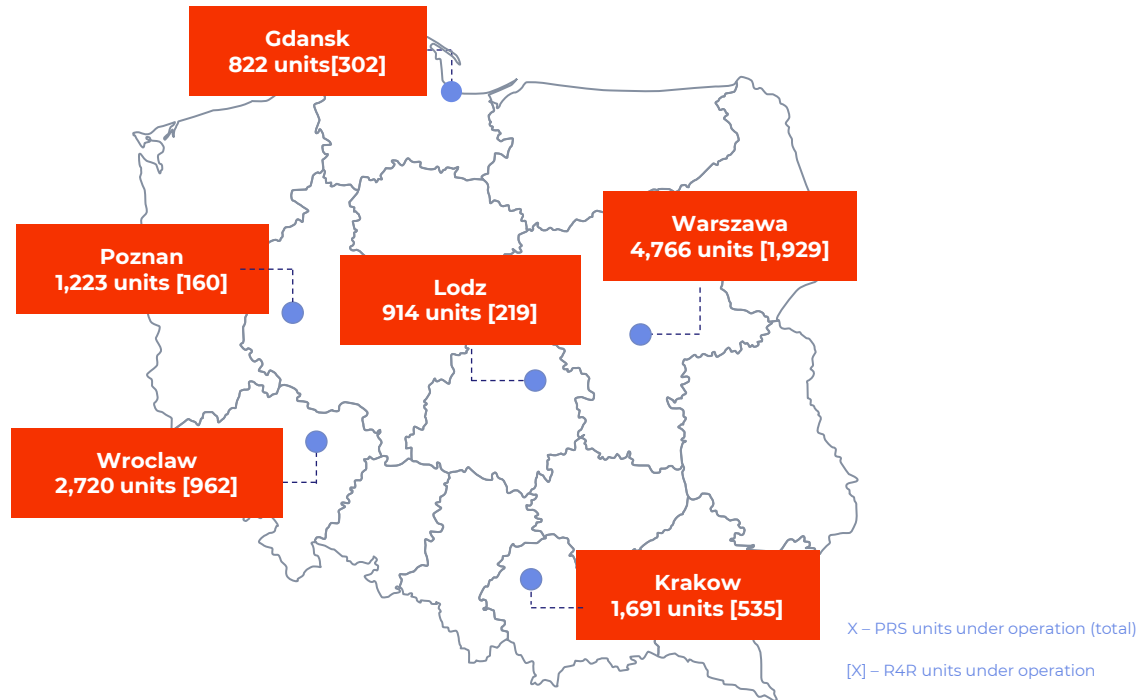 Gdansk
822 units[302]
Warszawa
4,766 units [1,929]
Poznan
1,223 units [160]
Lodz
914 units [219]
Wroclaw
2,720 units [962]
Krakow
1,691 units [535]
X – PRS units under operation (total)
[X] – R4R units under operation